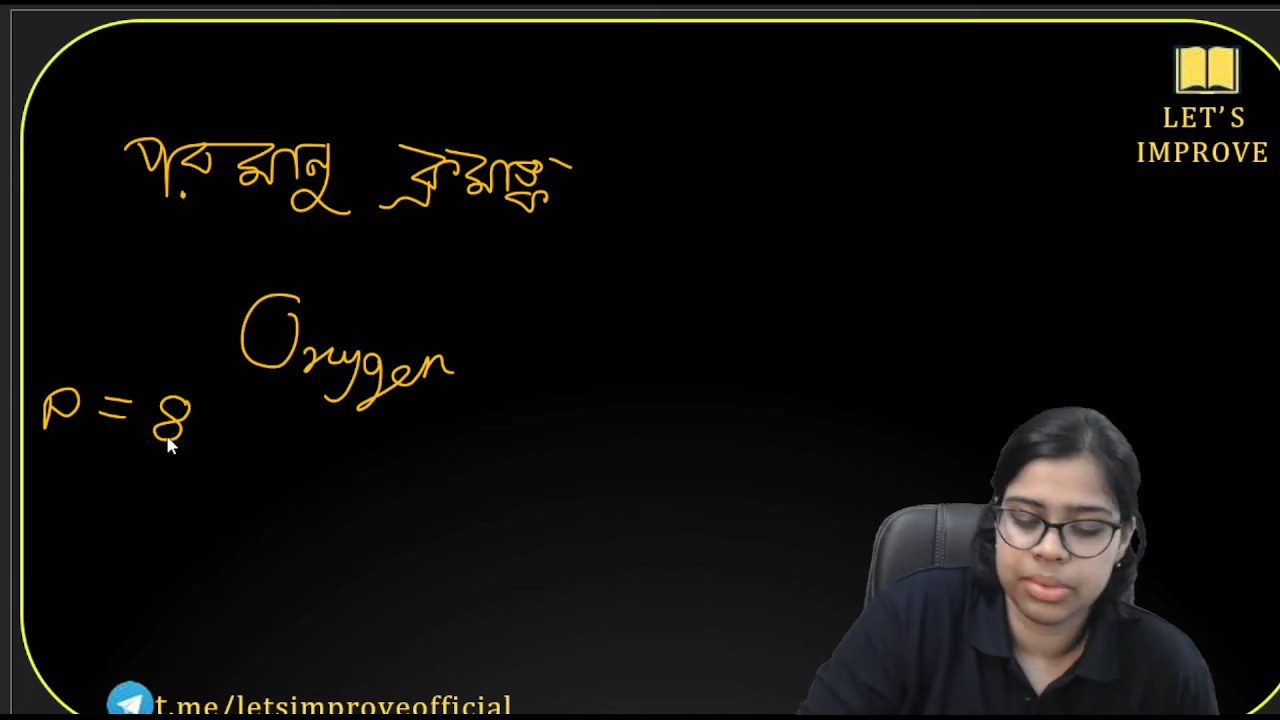 LET'S
IMPROVE
পরমানু ক্রমাঙ্ক
Oxygen
P = 8
t.me/letsimproveofficial